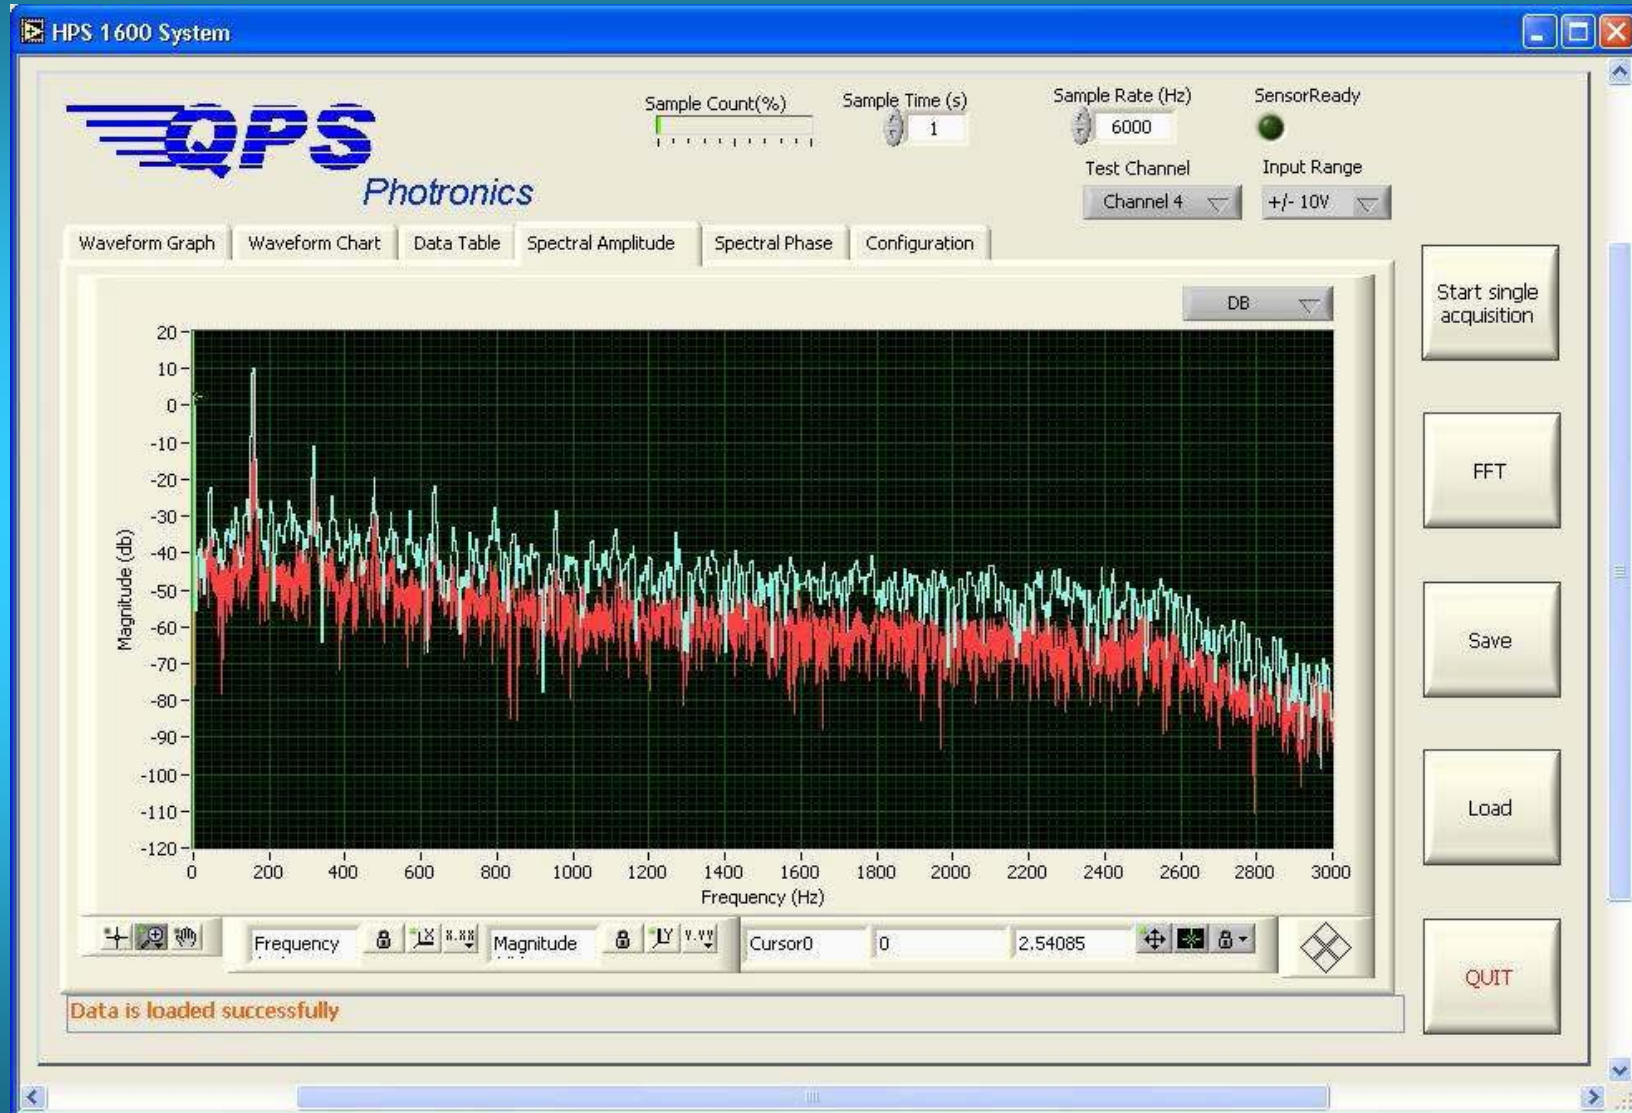 HPS 1600 System
QPS
Photronics
Sample Count(%)
Sample Time (s)
1
Sample Rate (Hz)
6000
SensorReady
Test Channel
Channel 4
Input Range
+/- 10V
Waveform Graph
Waveform Chart
Data Table
Spectral Amplitude
Spectral Phase
Configuration
DB
Magnitude (db)
20
10
0
-10
-20
-30
-40
-50
-60
-70
-80
-90
-100
-110
-120
0 200 400 600 800 1000 1200 1400 1600 1800 2000 2200 2400 2600 2800 3000
Frequency (Hz)
Frequency
X
X.XX
Magnitude
Y
Y.YY
Cursor0
0
2.54085
Data is loaded successfully
Start single
acquisition
FFT
Save
Load
QUIT